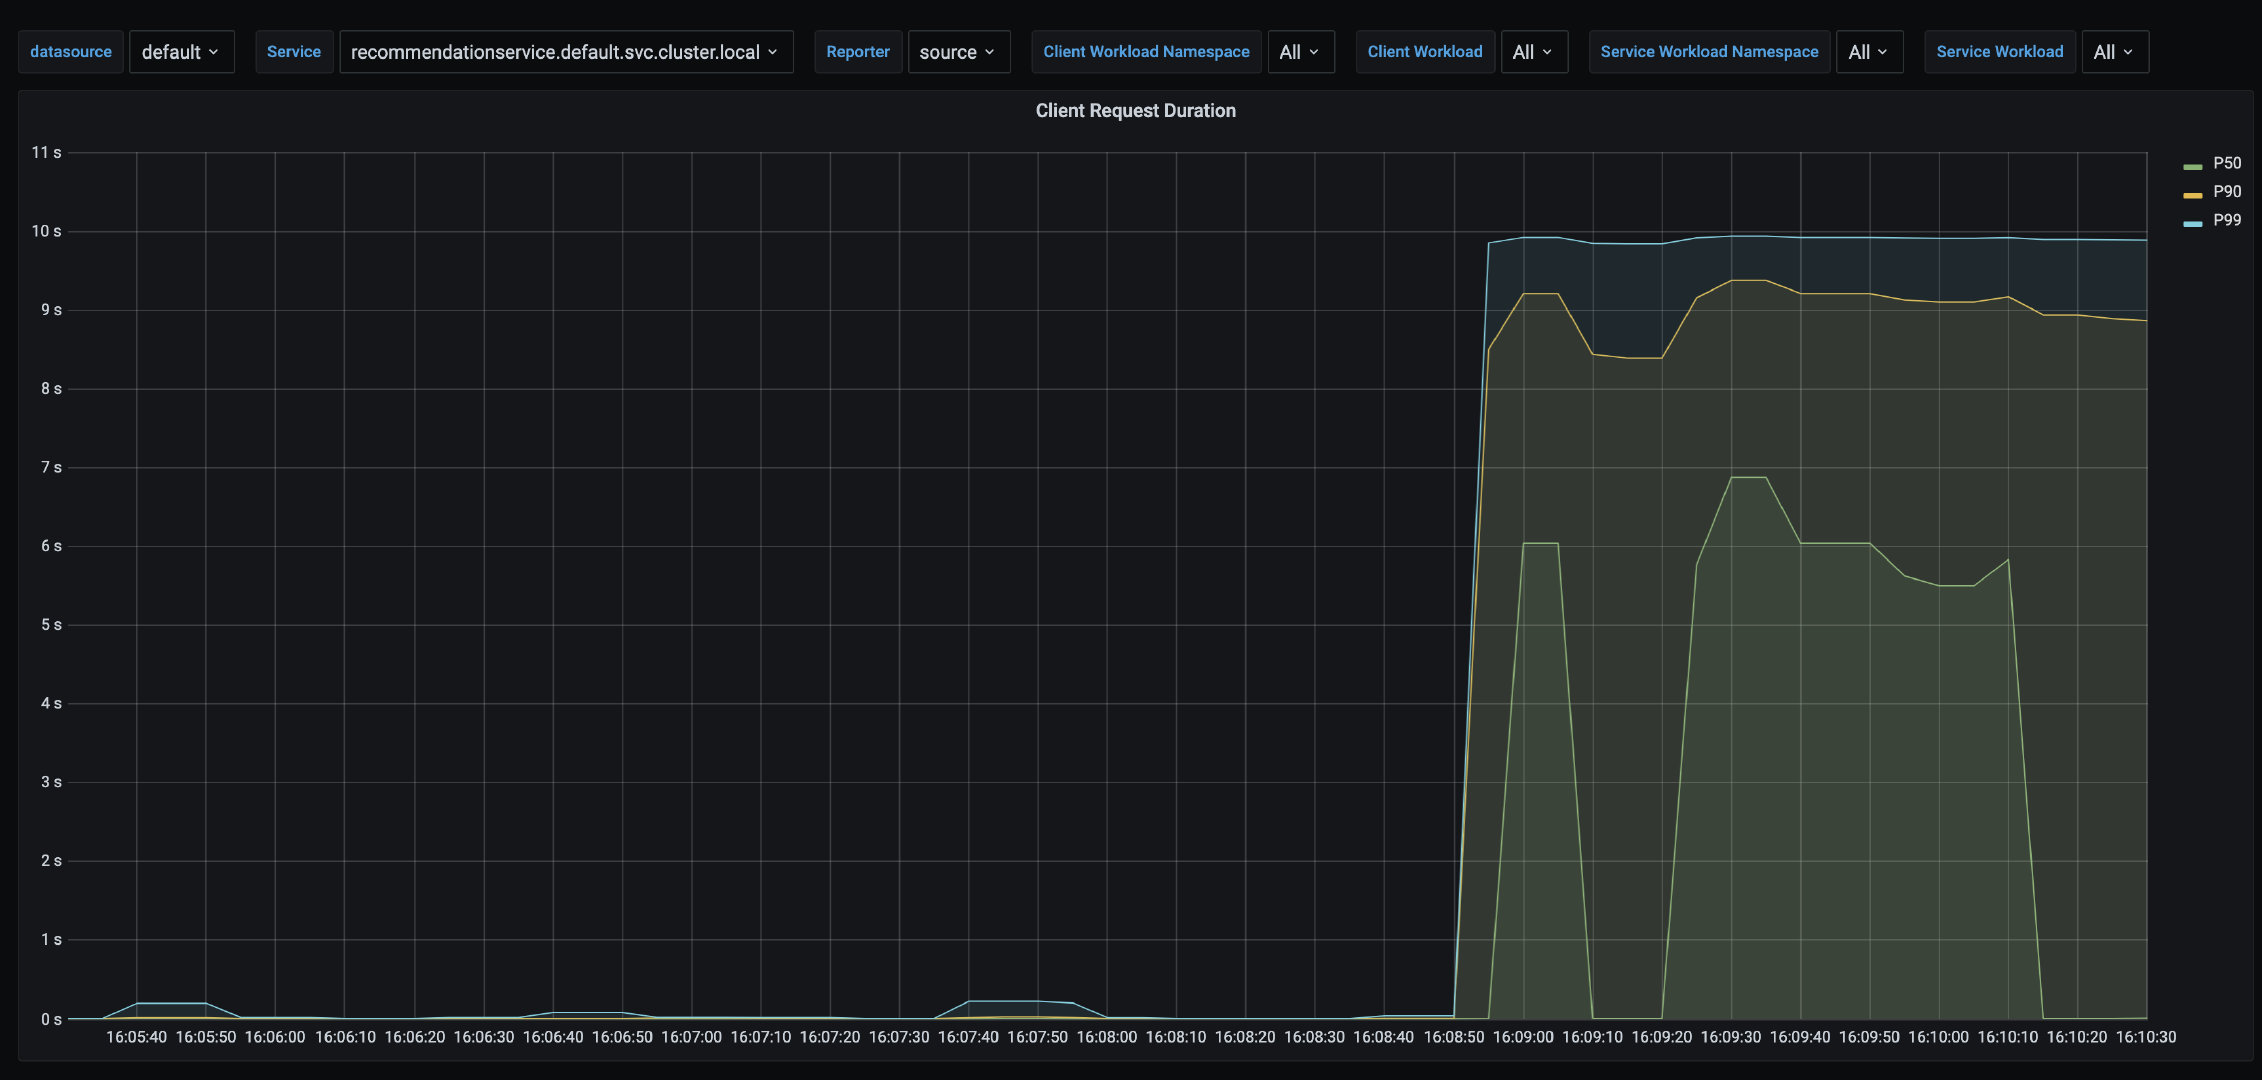 datasource default Service recommendationservice.default.svc.cluster.local Reporter source Client Workload Namespace All Client Workload All Service Workload Namespace All Service Workload All
Client Request Duration
11 s
10 s
9 s
8 s
7 s
6 s
5 s
4 s
3 s
2 s
1 s
0 s
16:05:40 16:05:50 16:06:00 16:06:10 16:06:20 16:06:30 16:06:40 16:06:50 16:07:00 16:07:10 16:07:20 16:07:30 16:07:40 16:07:50 16:08:00 16:08:10 16:08:20 16:08:30 16:08:40 16:08:50 16:09:00 16:09:10 16:09:20 16:09:30 16:09:40 16:09:50 16:10:00 16:10:10 16:10:20 16:10:30
P50
P90
P99